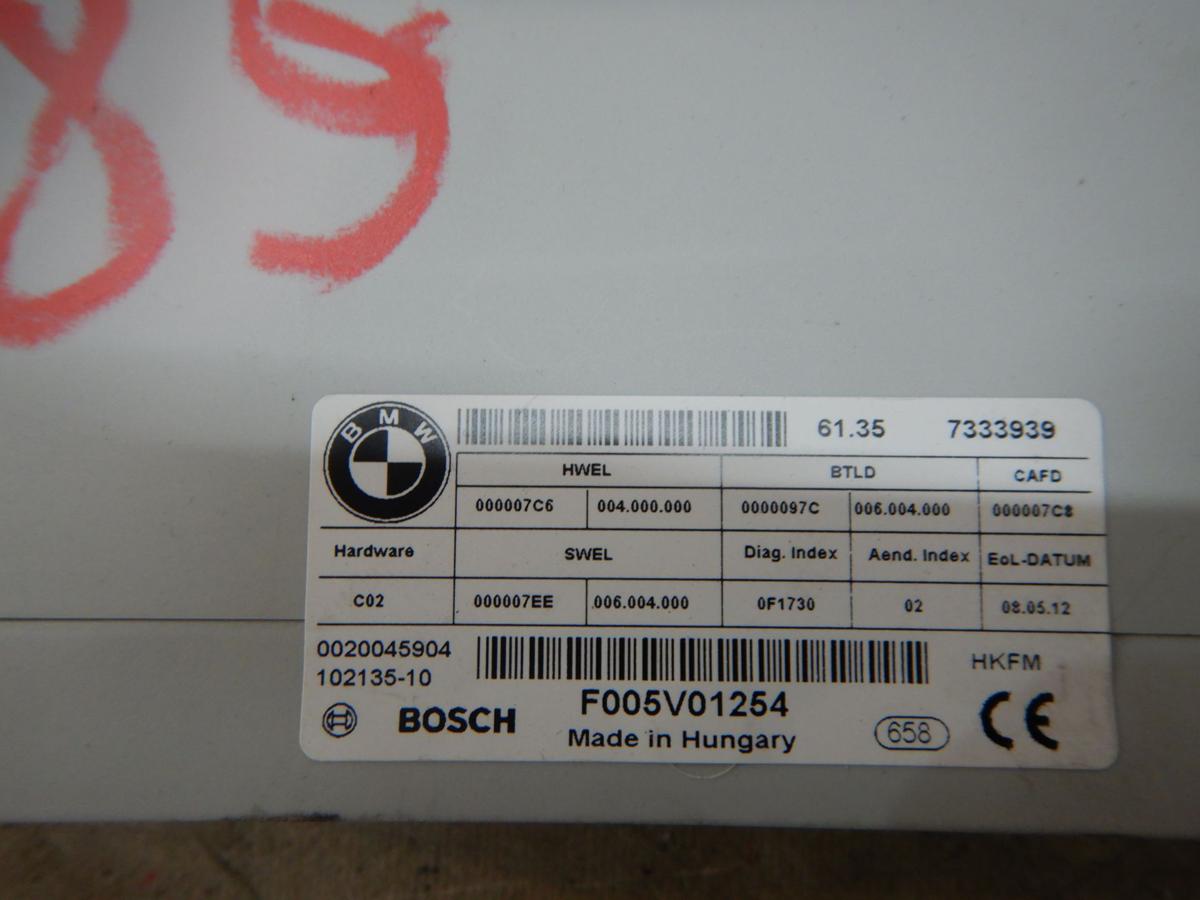 89
BMW
61.35 7333939
HWEL BTLD CAFD
000007C6 004.000.000 0000097C 006.004.000 000007C8
Hardware SWEL Diag. Index Aend. Index EoL-DATUM
C02 000007EE 006.004.000 0F1730 02 08.05.12
0020045904
102135-10
HKFM
F005V01254
BOSCH
Made in Hungary
658
CE